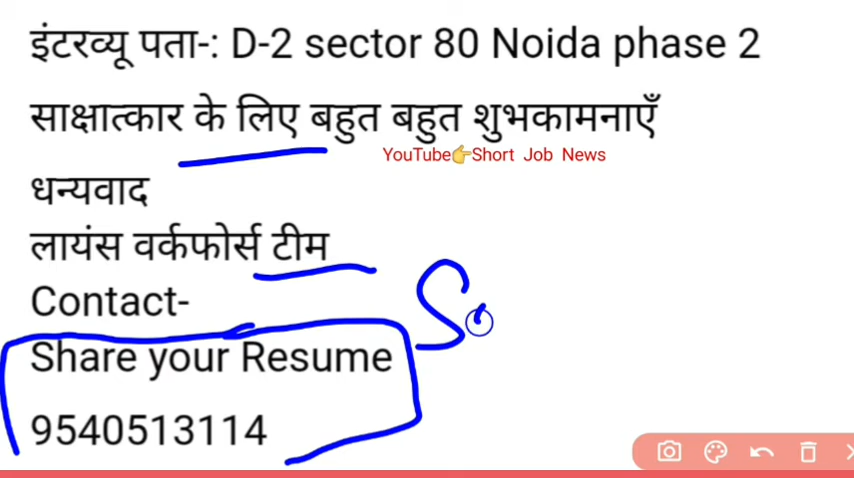 इंटरव्यू पता-: D-2 sector 80 Noida phase 2
साक्षात्कार के लिए बहुत बहुत शुभकामनाएँ
YouTube👉Short Job News
धन्यवाद
लायंस वर्कफोर्स टीम
Contact-
Share your Resume
9540513114